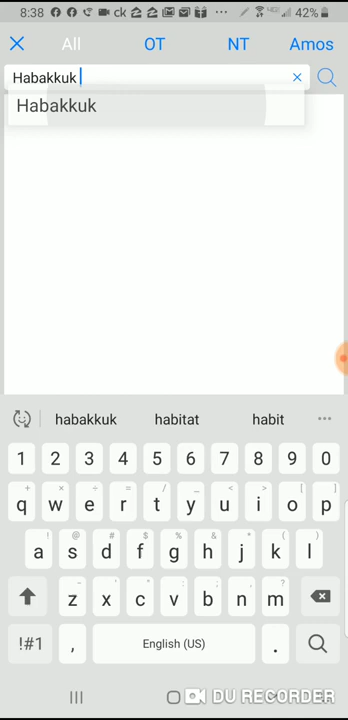 8:38 ck ... 42%
All OT NT Amos
Habakkuk
Habakkuk
habakkuk habitat habit ...
1 2 3 4 5 6 7 8 9 0
+ × ÷ = / _ < > [ ]
q w e r t y u i o p
! @ # $ % ^ & * ( )
a s d f g h j k l
- ' " : ; , ?
z x c v b n m
!#1 , English (US) .
DU RECORDER